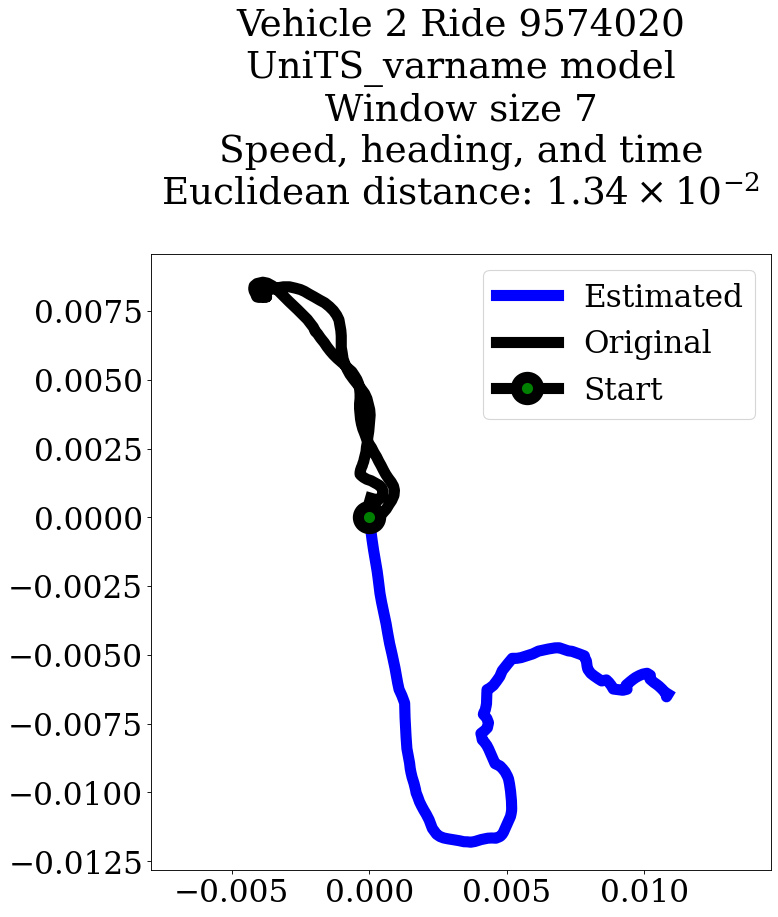 Vehicle 2 Ride 9574020
UniTS_varname model
Window size 7
Speed, heading, and time
Euclidean distance: 1.34 × 10⁻²
Estimated
Original
Start
0.0075
0.0050
0.0025
0.0000
−0.0025
−0.0050
−0.0075
−0.0100
−0.0125
−0.005 0.000 0.005 0.010